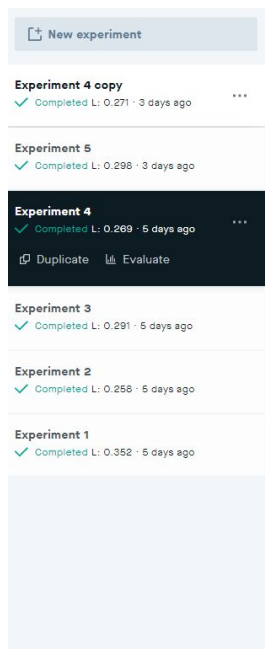 New experiment
Experiment 4 copy
Completed L: 0.271 · 3 days ago
Experiment 5
Completed L: 0.298 · 3 days ago
Experiment 4
Completed L: 0.269 · 5 days ago
Duplicate Evaluate
Experiment 3
Completed L: 0.291 · 5 days ago
Experiment 2
Completed L: 0.258 · 5 days ago
Experiment 1
Completed L: 0.352 · 5 days ago